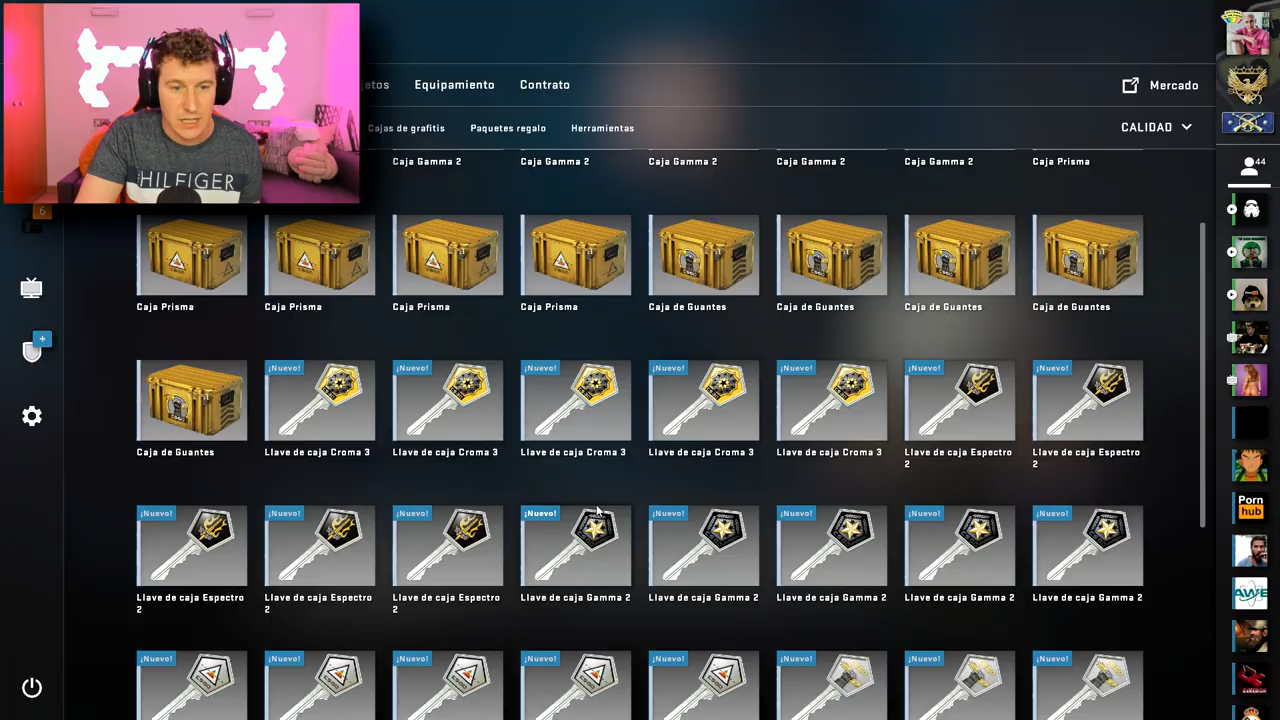 jetos Equipamiento Contrato Mercado
Cajas de grafitis Paquetes regalo Herramientas CALIDAD
HILFIGER
Caja Gamma 2 Caja Gamma 2 Caja Gamma 2 Caja Gamma 2 Caja Gamma 2 Caja Prisma
44
6
Caja Prisma Caja Prisma Caja Prisma Caja Prisma Caja de Guantes Caja de Guantes Caja de Guantes Caja de Guantes
¡Nuevo! ¡Nuevo! ¡Nuevo! ¡Nuevo! ¡Nuevo! ¡Nuevo! ¡Nuevo!
Caja de Guantes Llave de caja Croma 3 Llave de caja Croma 3 Llave de caja Croma 3 Llave de caja Croma 3 Llave de caja Croma 3 Llave de caja Espectro Llave de caja Espectro
2 2
¡Nuevo! ¡Nuevo! ¡Nuevo! ¡Nuevo! ¡Nuevo! ¡Nuevo! ¡Nuevo! ¡Nuevo!
Porn
hub
Llave de caja Espectro Llave de caja Espectro Llave de caja Espectro Llave de caja Gamma 2 Llave de caja Gamma 2 Llave de caja Gamma 2 Llave de caja Gamma 2 Llave de caja Gamma 2
2 2 2
AWE
¡Nuevo! ¡Nuevo! ¡Nuevo! ¡Nuevo! ¡Nuevo! ¡Nuevo! ¡Nuevo! ¡Nuevo!